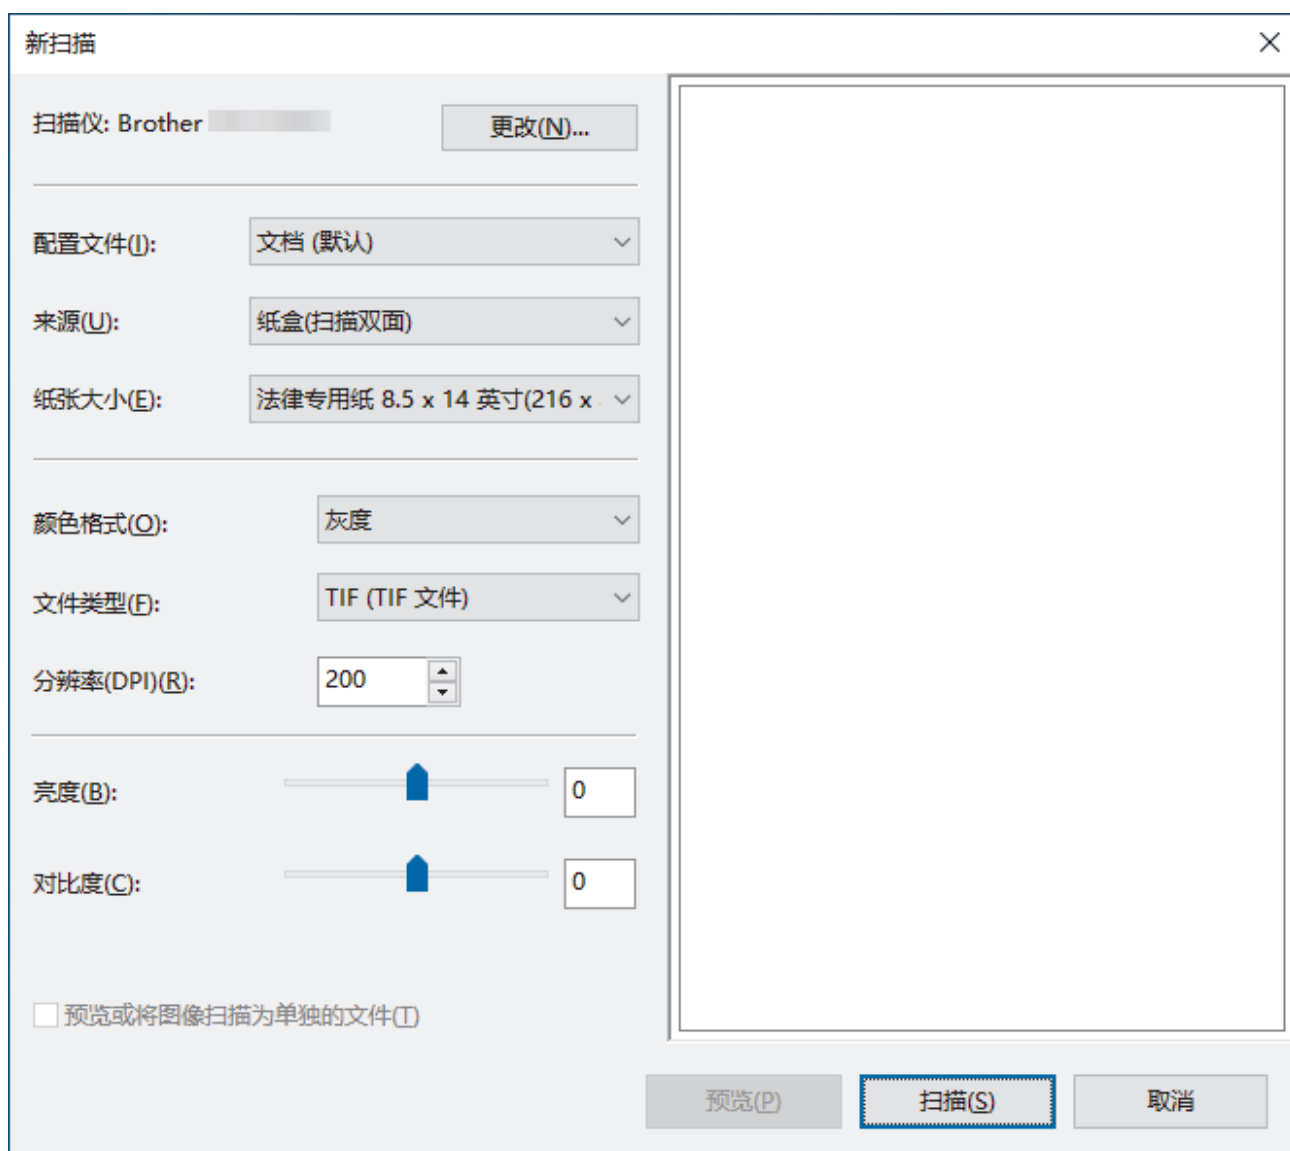 新扫描
扫描仪: Brother
更改(N)...
配置文件(I):
文档 (默认)
来源(U):
纸盒(扫描双面)
纸张大小(E):
法律专用纸 8.5 x 14 英寸(216 x
颜色格式(O):
灰度
文件类型(F):
TIF (TIF 文件)
分辨率(DPI)(R):
200
亮度(B):
0
对比度(C):
0
预览或将图像扫描为单独的文件(T)
预览(P)
扫描(S)
取消